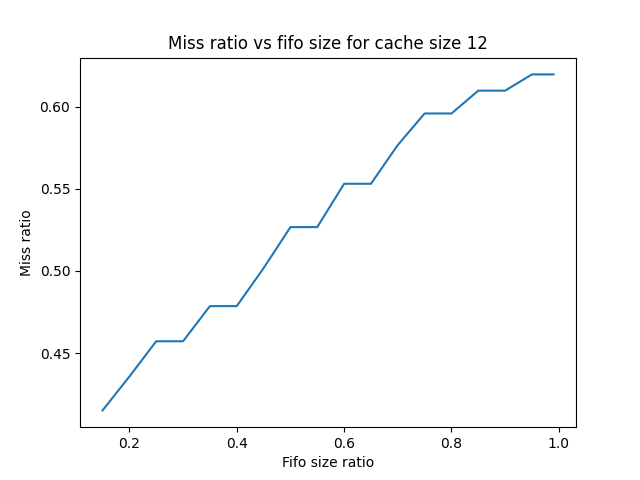 Miss ratio vs fifo size for cache size 12
0.60
0.55
0.50
0.45
Miss ratio
0.2 0.4 0.6 0.8 1.0
Fifo size ratio